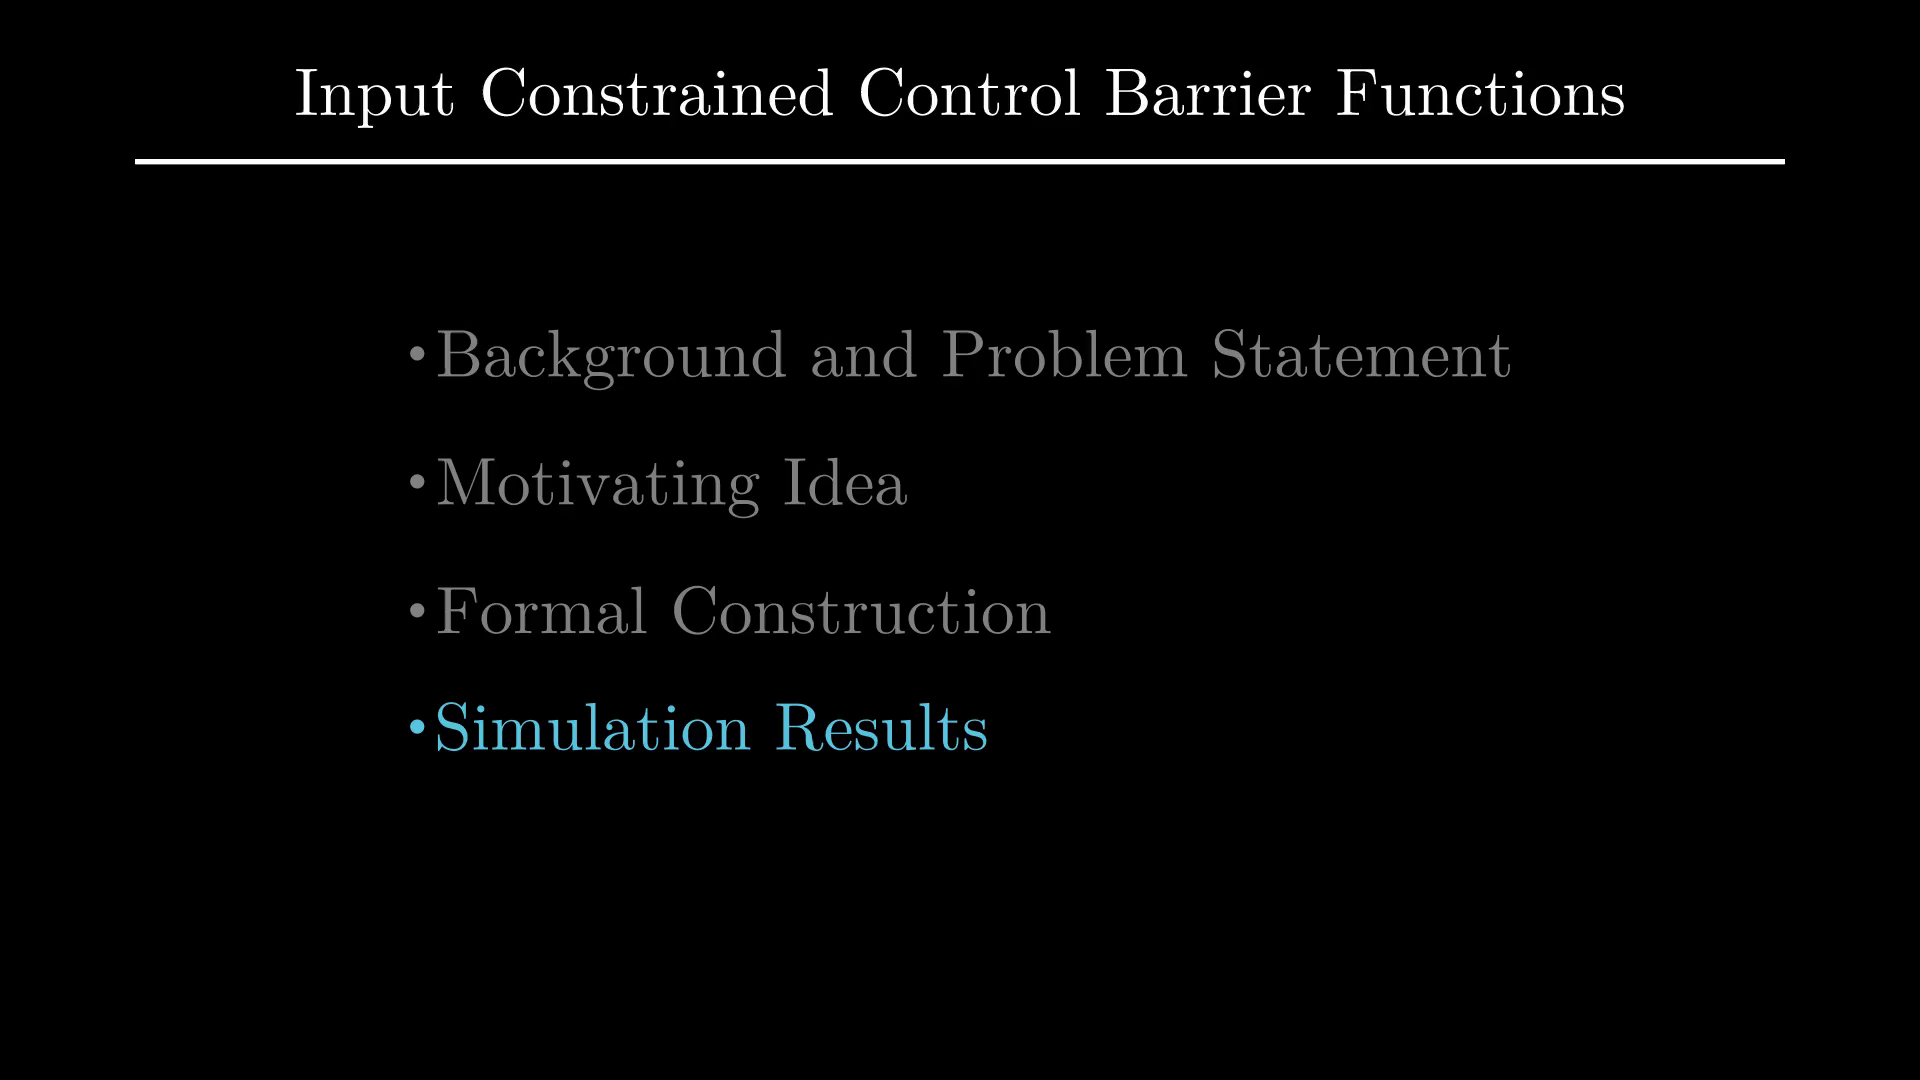 Input Constrained Control Barrier Functions
• Background and Problem Statement
• Motivating Idea
• Formal Construction
• Simulation Results